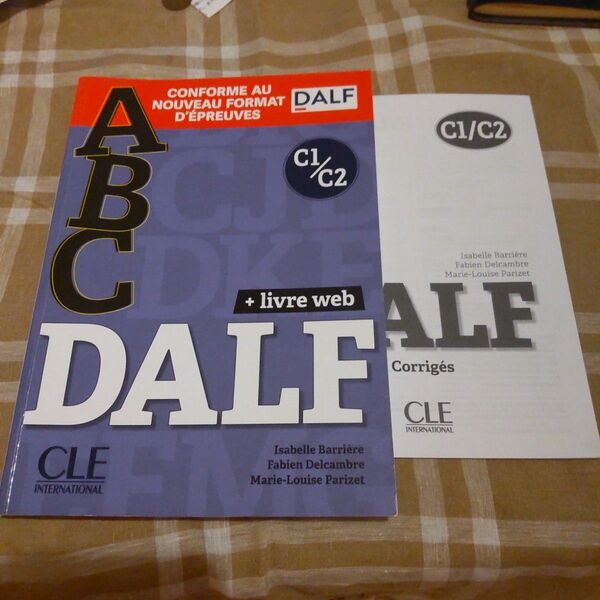 CONFORME AU
NOUVEAU FORMAT
D'ÉPREUVES
DALF
ABC
C1/C2
+ livre web
DALF
Isabelle Barrière
Fabien Delcambre
Marie-Louise Parizet
CLE
INTERNATIONAL
C1/C2
Isabelle Barrière
Fabien Delcambre
Marie-Louise Parizet
ALF
Corrigés
CLE
INTERNATIONAL